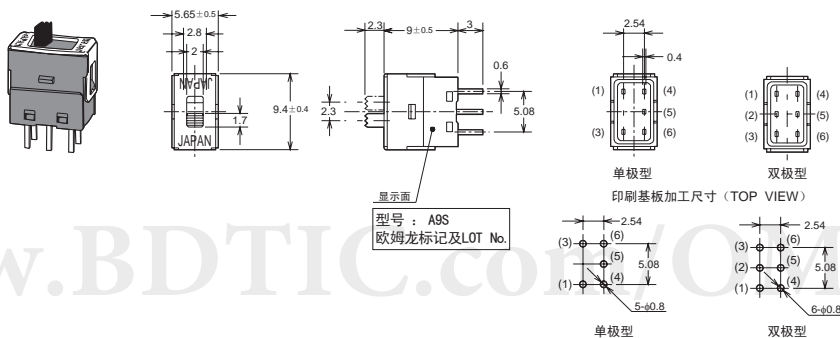 5.65±0.5
2.8
2
JAPAN
9.4±0.4
1.7
JAPAN
2.3
9±0.5
3
0.6
2.3
5.08
显示面
型号 : A9S
欧姆龙标记及LOT No.
2.54
0.4
(1) (4)
(5)
(3) (6)
单极型
(1) (4)
(2) (5)
(3) (6)
双极型
印刷基板加工尺寸（TOP VIEW）
2.54
(3) (6)
(5)
5.08
(1) (4)
5-ϕ0.8
单极型
2.54
(3) (6)
(2) (5)
5.08
(1) (4)
6-ϕ0.8
双极型
w.BDTIC.com/OM